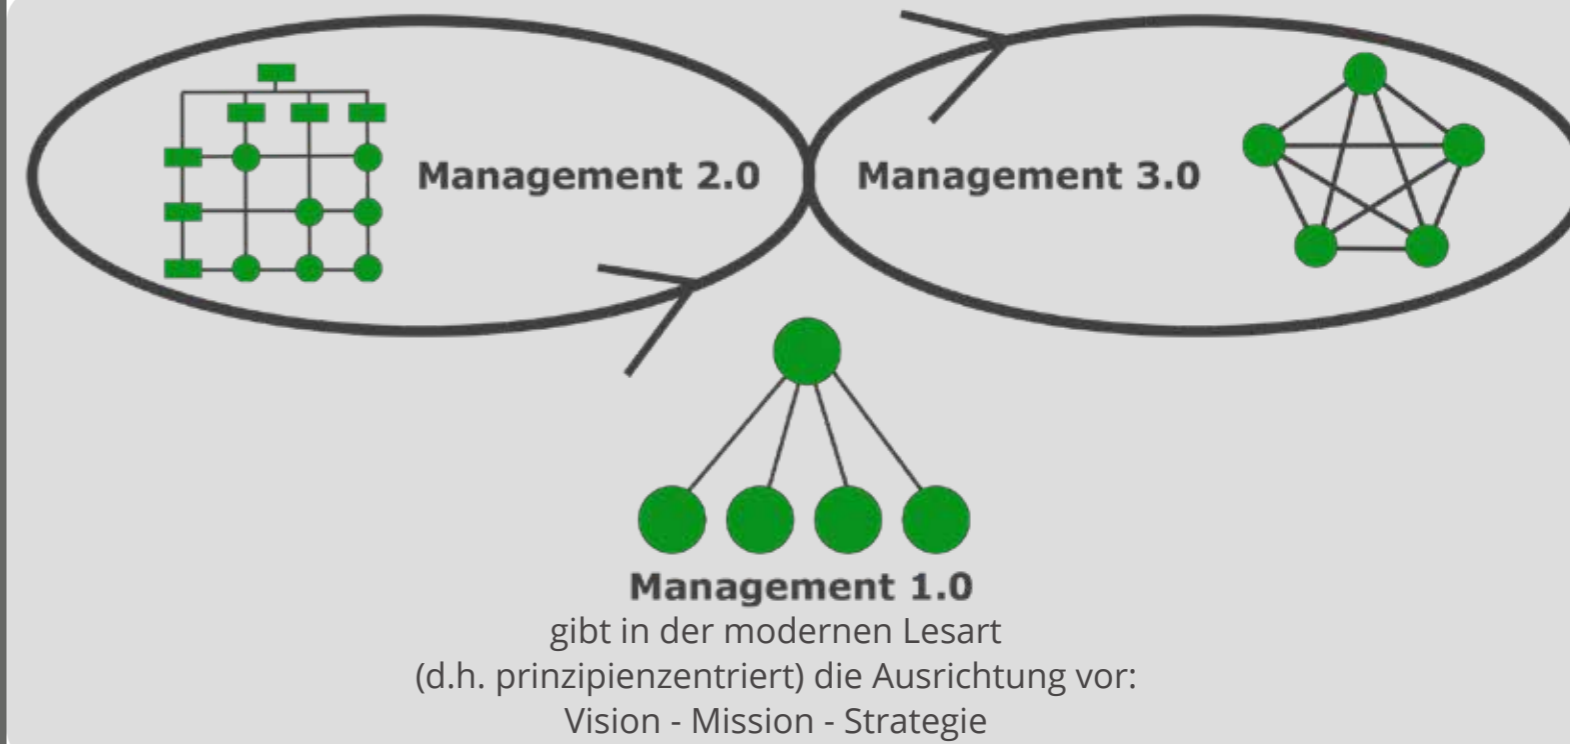 Management 2.0
Management 3.0
Management 1.0
gibt in der modernen Lesart
(d.h. prinzipienzentriert) die Ausrichtung vor:
Vision - Mission - Strategie